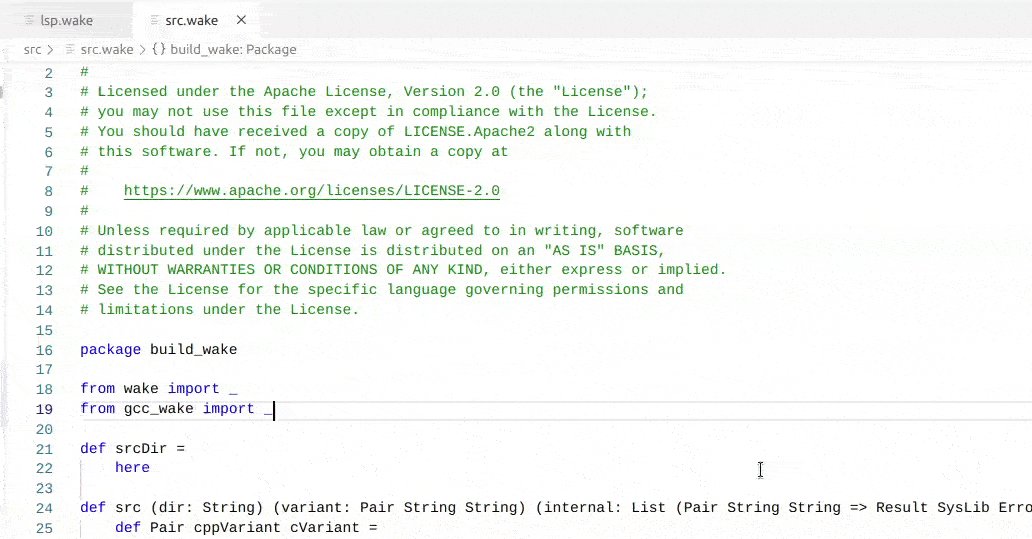 lsp.wake src.wake ×
src > src.wake > {} build_wake: Package
2 #
3 # Licensed under the Apache License, Version 2.0 (the "License");
4 # you may not use this file except in compliance with the License.
5 # You should have received a copy of LICENSE.Apache2 along with
6 # this software. If not, you may obtain a copy at
7 #
8 #    https://www.apache.org/licenses/LICENSE-2.0
9 #
10 # Unless required by applicable law or agreed to in writing, software
11 # distributed under the License is distributed on an "AS IS" BASIS,
12 # WITHOUT WARRANTIES OR CONDITIONS OF ANY KIND, either express or implied.
13 # See the License for the specific language governing permissions and
14 # limitations under the License.
15
16 package build_wake
17
18 from wake import _
19 from gcc_wake import _
20
21 def srcDir =
22     here
23
24 def src (dir: String) (variant: Pair String String) (internal: List (Pair String String => Result SysLib Erro
25     def Pair cppVariant cVariant =